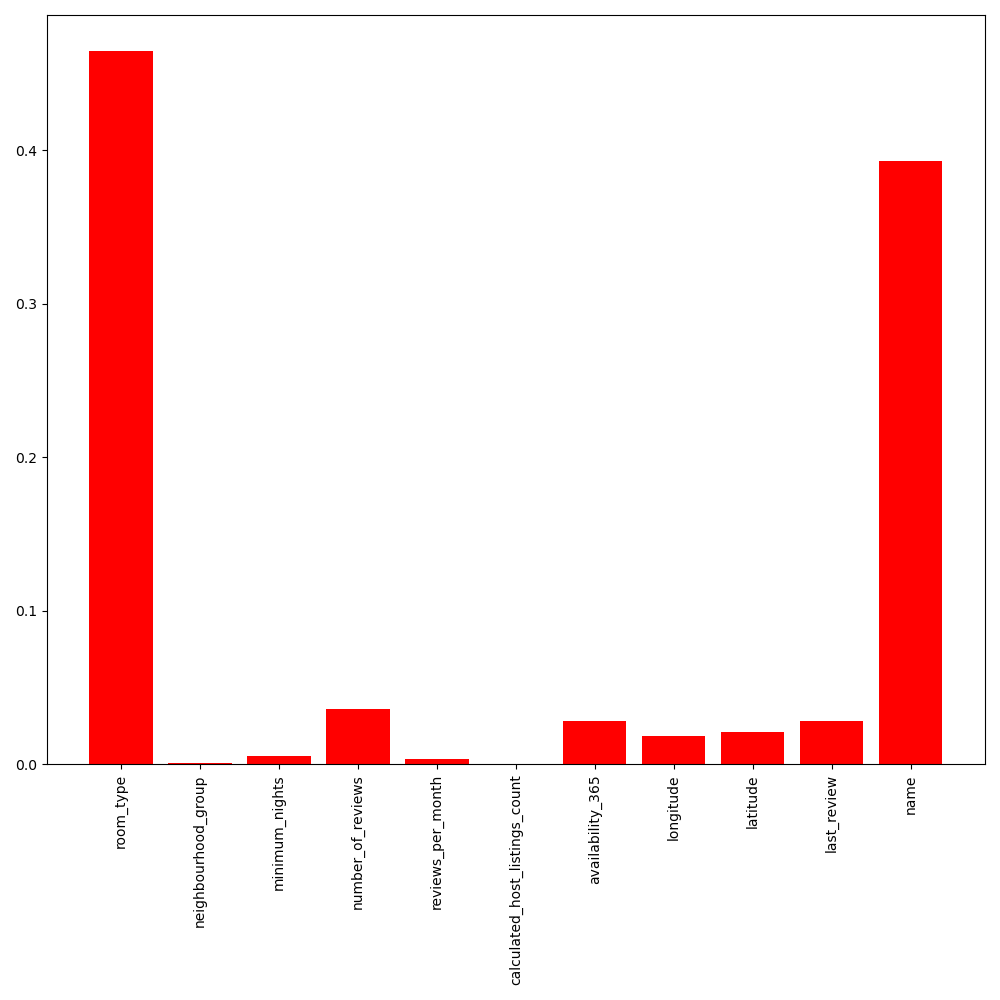 0.4
0.3
0.2
0.1
0.0
room_type
neighbourhood_group
minimum_nights
number_of_reviews
reviews_per_month
calculated_host_listings_count
availability_365
longitude
latitude
last_review
name